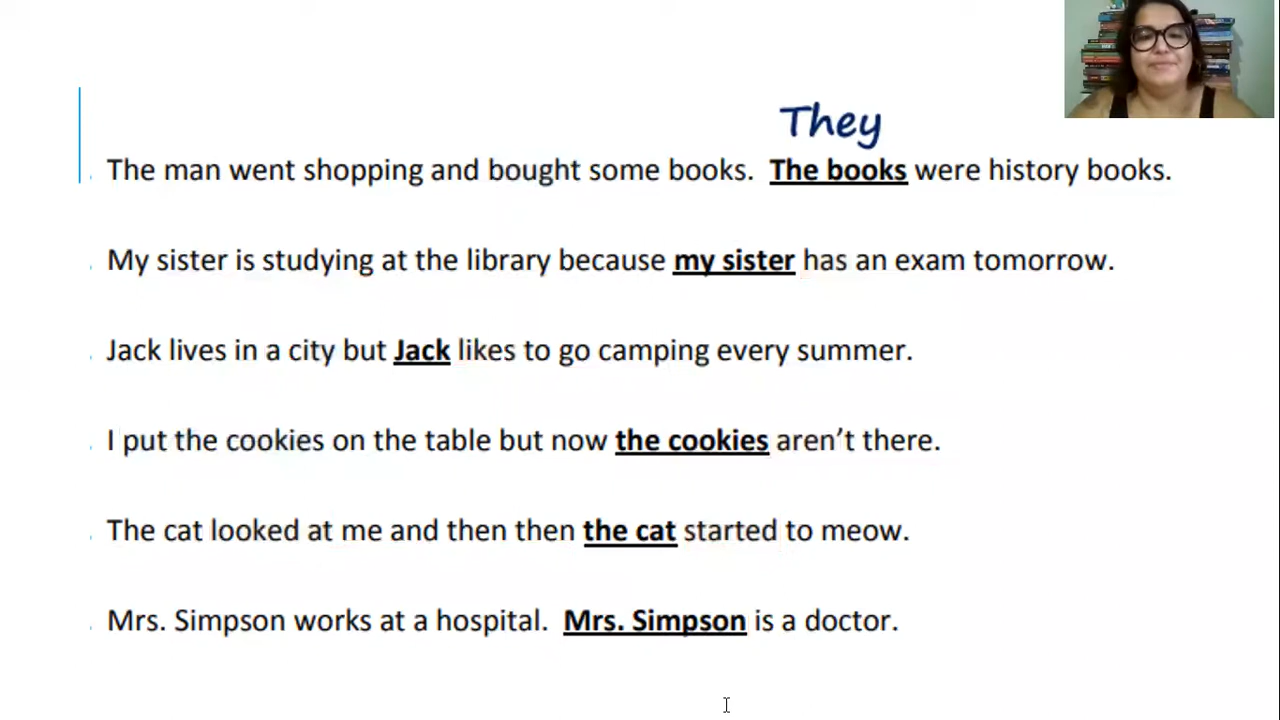 They
The man went shopping and bought some books. The books were history books.
My sister is studying at the library because my sister has an exam tomorrow.
Jack lives in a city but Jack likes to go camping every summer.
I put the cookies on the table but now the cookies aren’t there.
The cat looked at me and then then the cat started to meow.
Mrs. Simpson works at a hospital. Mrs. Simpson is a doctor.